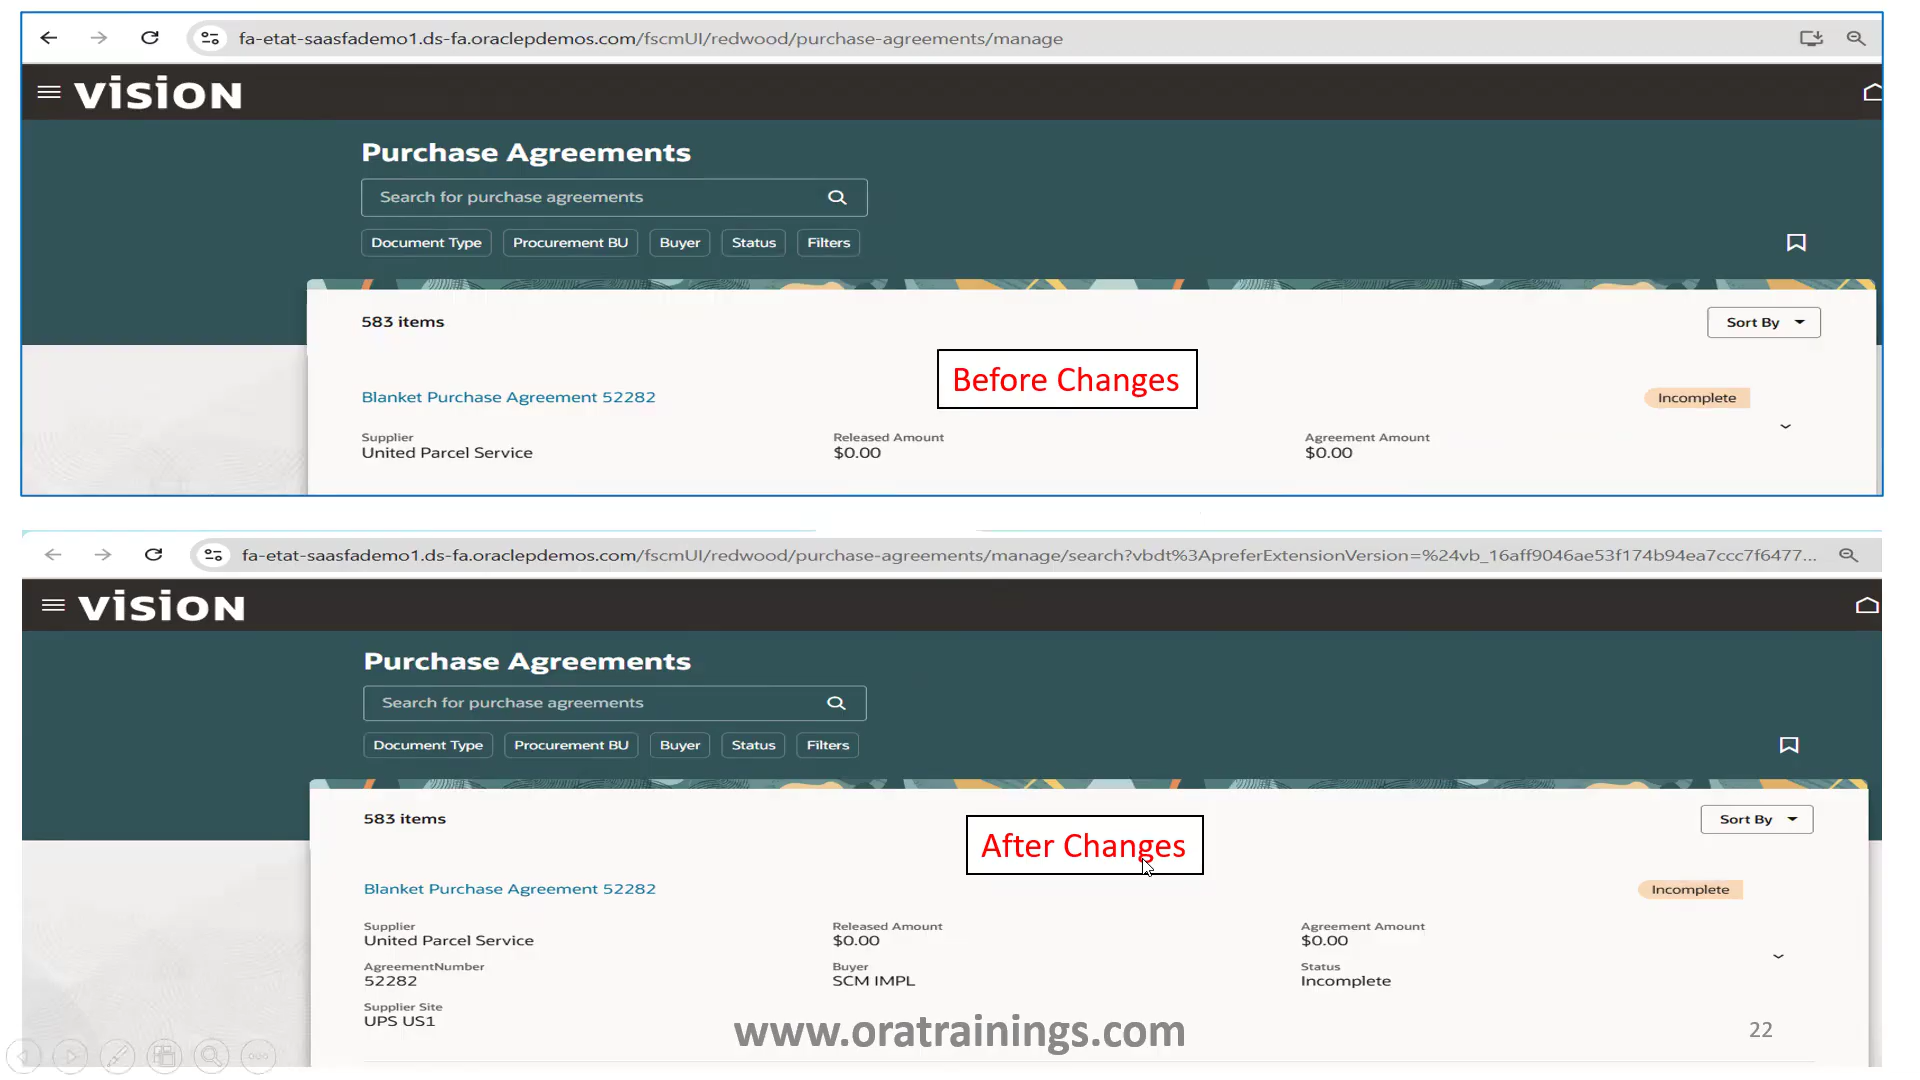 fa-etat-saasfademo1.ds-fa.oraclepdemos.com/fscmUI/redwood/purchase-agreements/manage
VISION
Purchase Agreements
Search for purchase agreements
Document Type Procurement BU Buyer Status Filters
583 items Sort By
Before Changes
Blanket Purchase Agreement 52282 Incomplete
Supplier Released Amount Agreement Amount
United Parcel Service $0.00 $0.00
fa-etat-saasfademo1.ds-fa.oraclepdemos.com/fscmUI/redwood/purchase-agreements/manage/search?vbdt%3ApreferExtensionVersion=%24vb_16aff9046ae53f174b94ea7ccc7f6477...
VISION
Purchase Agreements
Search for purchase agreements
Document Type Procurement BU Buyer Status Filters
583 items Sort By
After Changes
Blanket Purchase Agreement 52282 Incomplete
Supplier Released Amount Agreement Amount
United Parcel Service $0.00 $0.00
AgreementNumber Buyer Status
52282 SCM IMPL Incomplete
Supplier Site
UPS US1
www.oratrainings.com 22